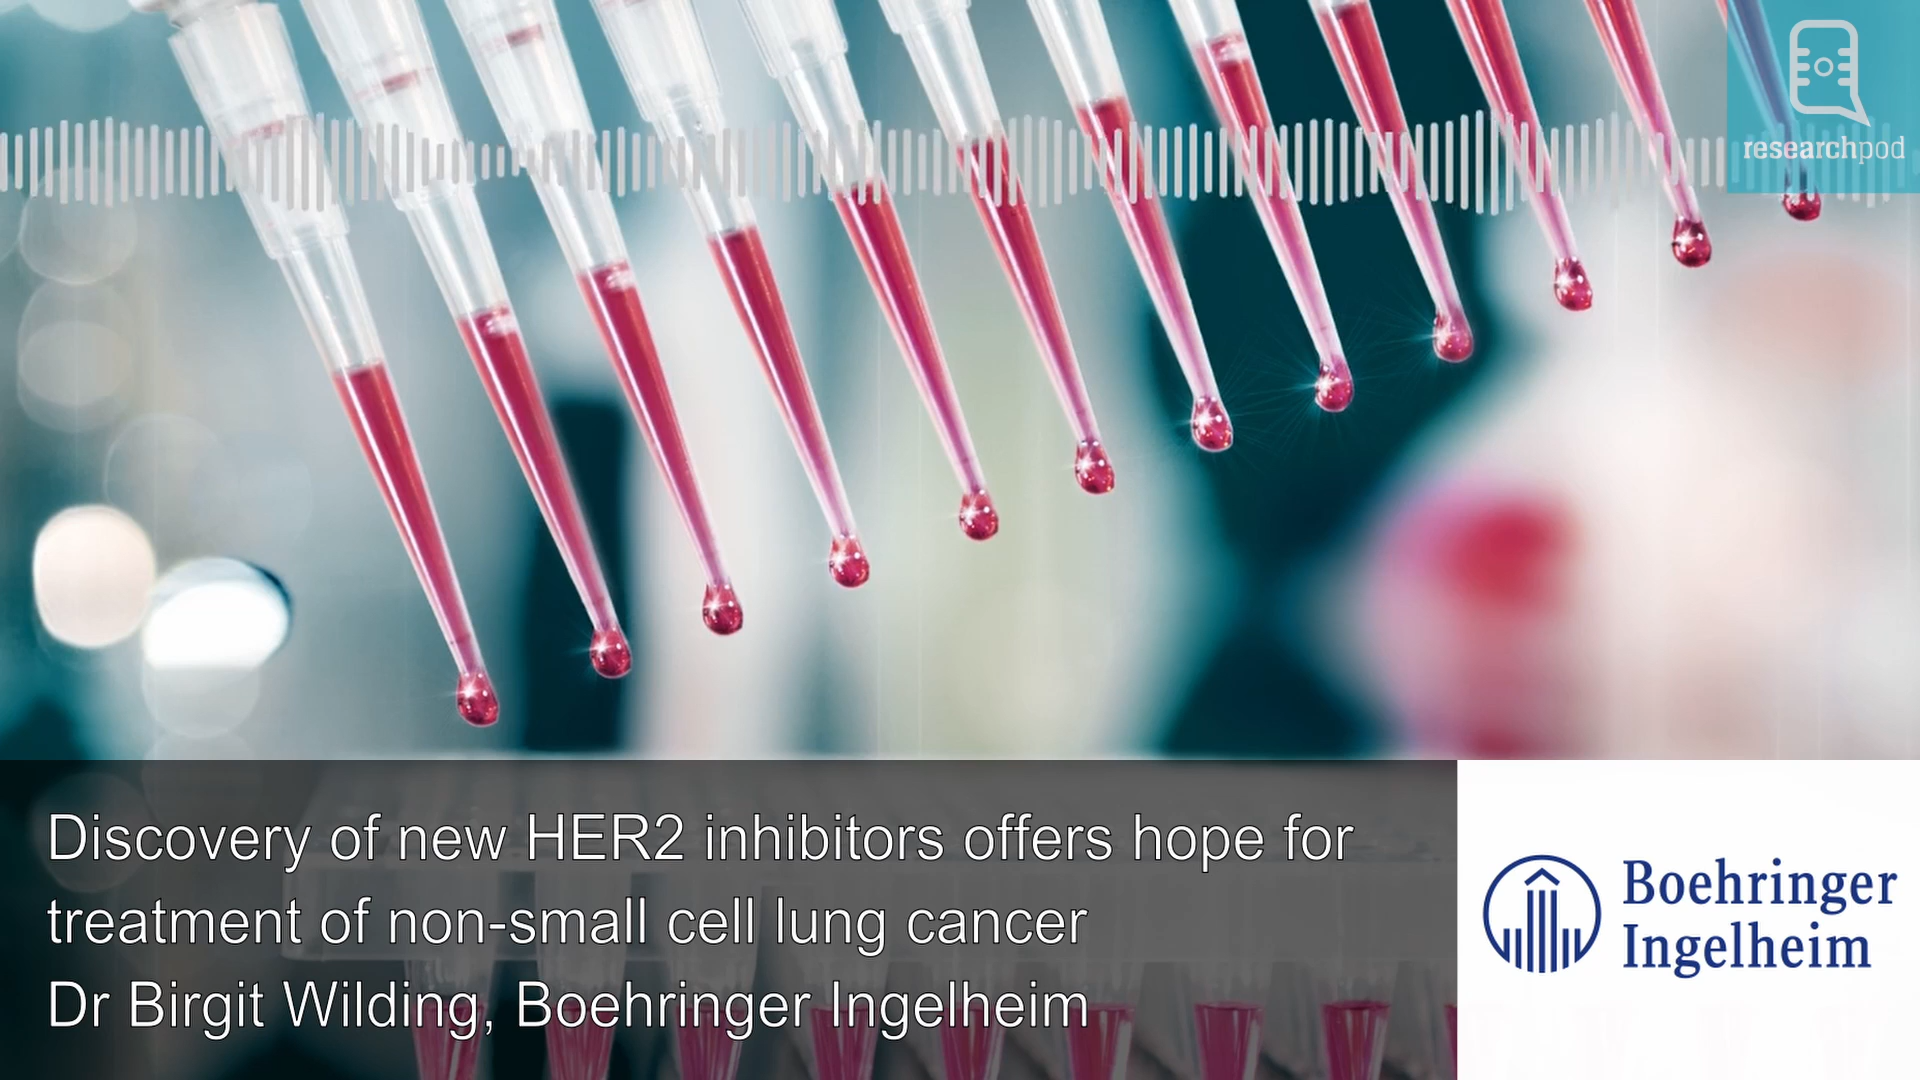 researchpod
Discovery of new HER2 inhibitors offers hope for
treatment of non-small cell lung cancer
Dr Birgit Wilding, Boehringer Ingelheim
Boehringer
Ingelheim